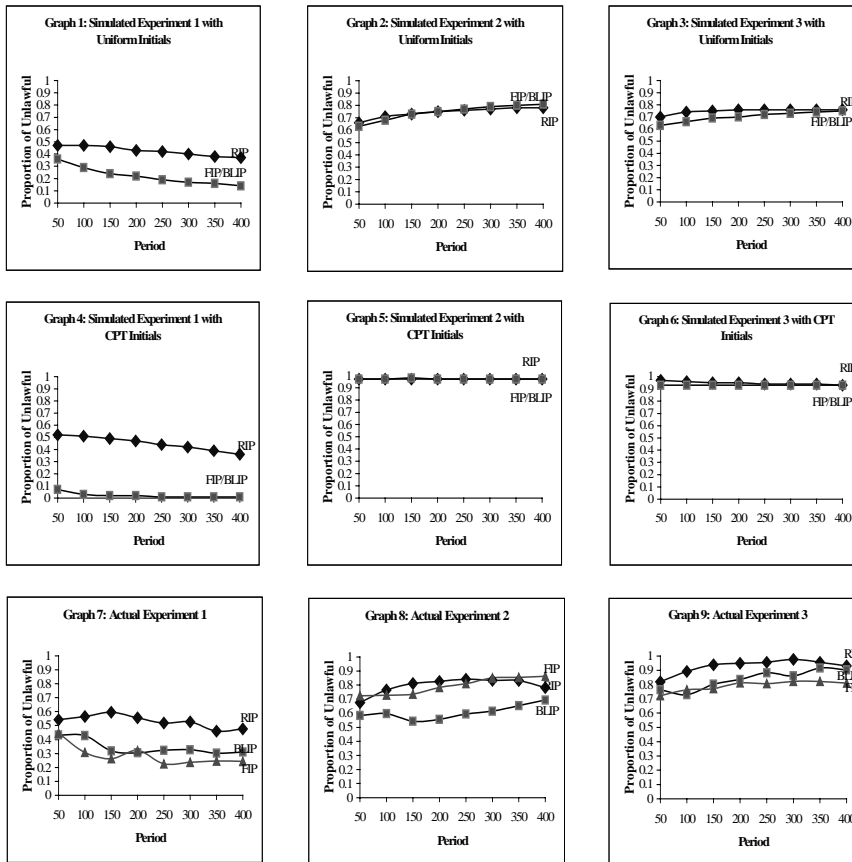 Graph 1: Simulated Experiment 1 with
Uniform Initials
Proportion of Unlawful
1
0.9
0.8
0.7
0.6
0.5
0.4
0.3
0.2
0.1
0
RIP
FIP/BLIP
50 100 150 200 250 300 350 400
Period
Graph 2: Simulated Experiment 2 with
Uniform Initials
Proportion of Unlawful
1
0.9
0.8
0.7
0.6
0.5
0.4
0.3
0.2
0.1
0
FIP/BLIP
RIP
50 100 150 200 250 300 350 400
Period
Graph 3: Simulated Experiment 3 with
Uniform Initials
Proportion of Unlawful
1
0.9
0.8
0.7
0.6
0.5
0.4
0.3
0.2
0.1
0
RI
FIP/BLIP
50 100 150 200 250 300 350 400
Period
Graph 4: Simulated Experiment 1 with
CPT Initials
Proportion of Unlawful
1
0.9
0.8
0.7
0.6
0.5
0.4
0.3
0.2
0.1
0
RIP
FIP/BLIP
50 100 150 200 250 300 350 400
Period
Graph 5: Simulated Experiment 2 with
CPT Initials
Proportion of Unlawful
1
0.9
0.8
0.7
0.6
0.5
0.4
0.3
0.2
0.1
0
RIP
FIP/BLIP
50 100 150 200 250 300 350 400
Period
Graph 6: Simulated Experiment 3 with CPT
Initials
Proportion of Unlawful
1
0.9
0.8
0.7
0.6
0.5
0.4
0.3
0.2
0.1
0
RI
FIP/BLIP
50 100 150 200 250 300 350 400
Period
Graph 7: Actual Experiment 1
Proportion of Unlawful
1
0.9
0.8
0.7
0.6
0.5
0.4
0.3
0.2
0.1
0
RIP
BLIP
FIP
50 100 150 200 250 300 350 400
Period
Graph 8: Actual Experiment 2
Proportion of Unlawful
1
0.9
0.8
0.7
0.6
0.5
0.4
0.3
0.2
0.1
0
FIP
RIP
BLIP
50 100 150 200 250 300 350 400
Period
Graph 9: Actual Experiment 3
Proportion of Unlawful
1
0.9
0.8
0.7
0.6
0.5
0.4
0.3
0.2
0.1
0
R
BLI
50 100 150 200 250 300 350 400
Period